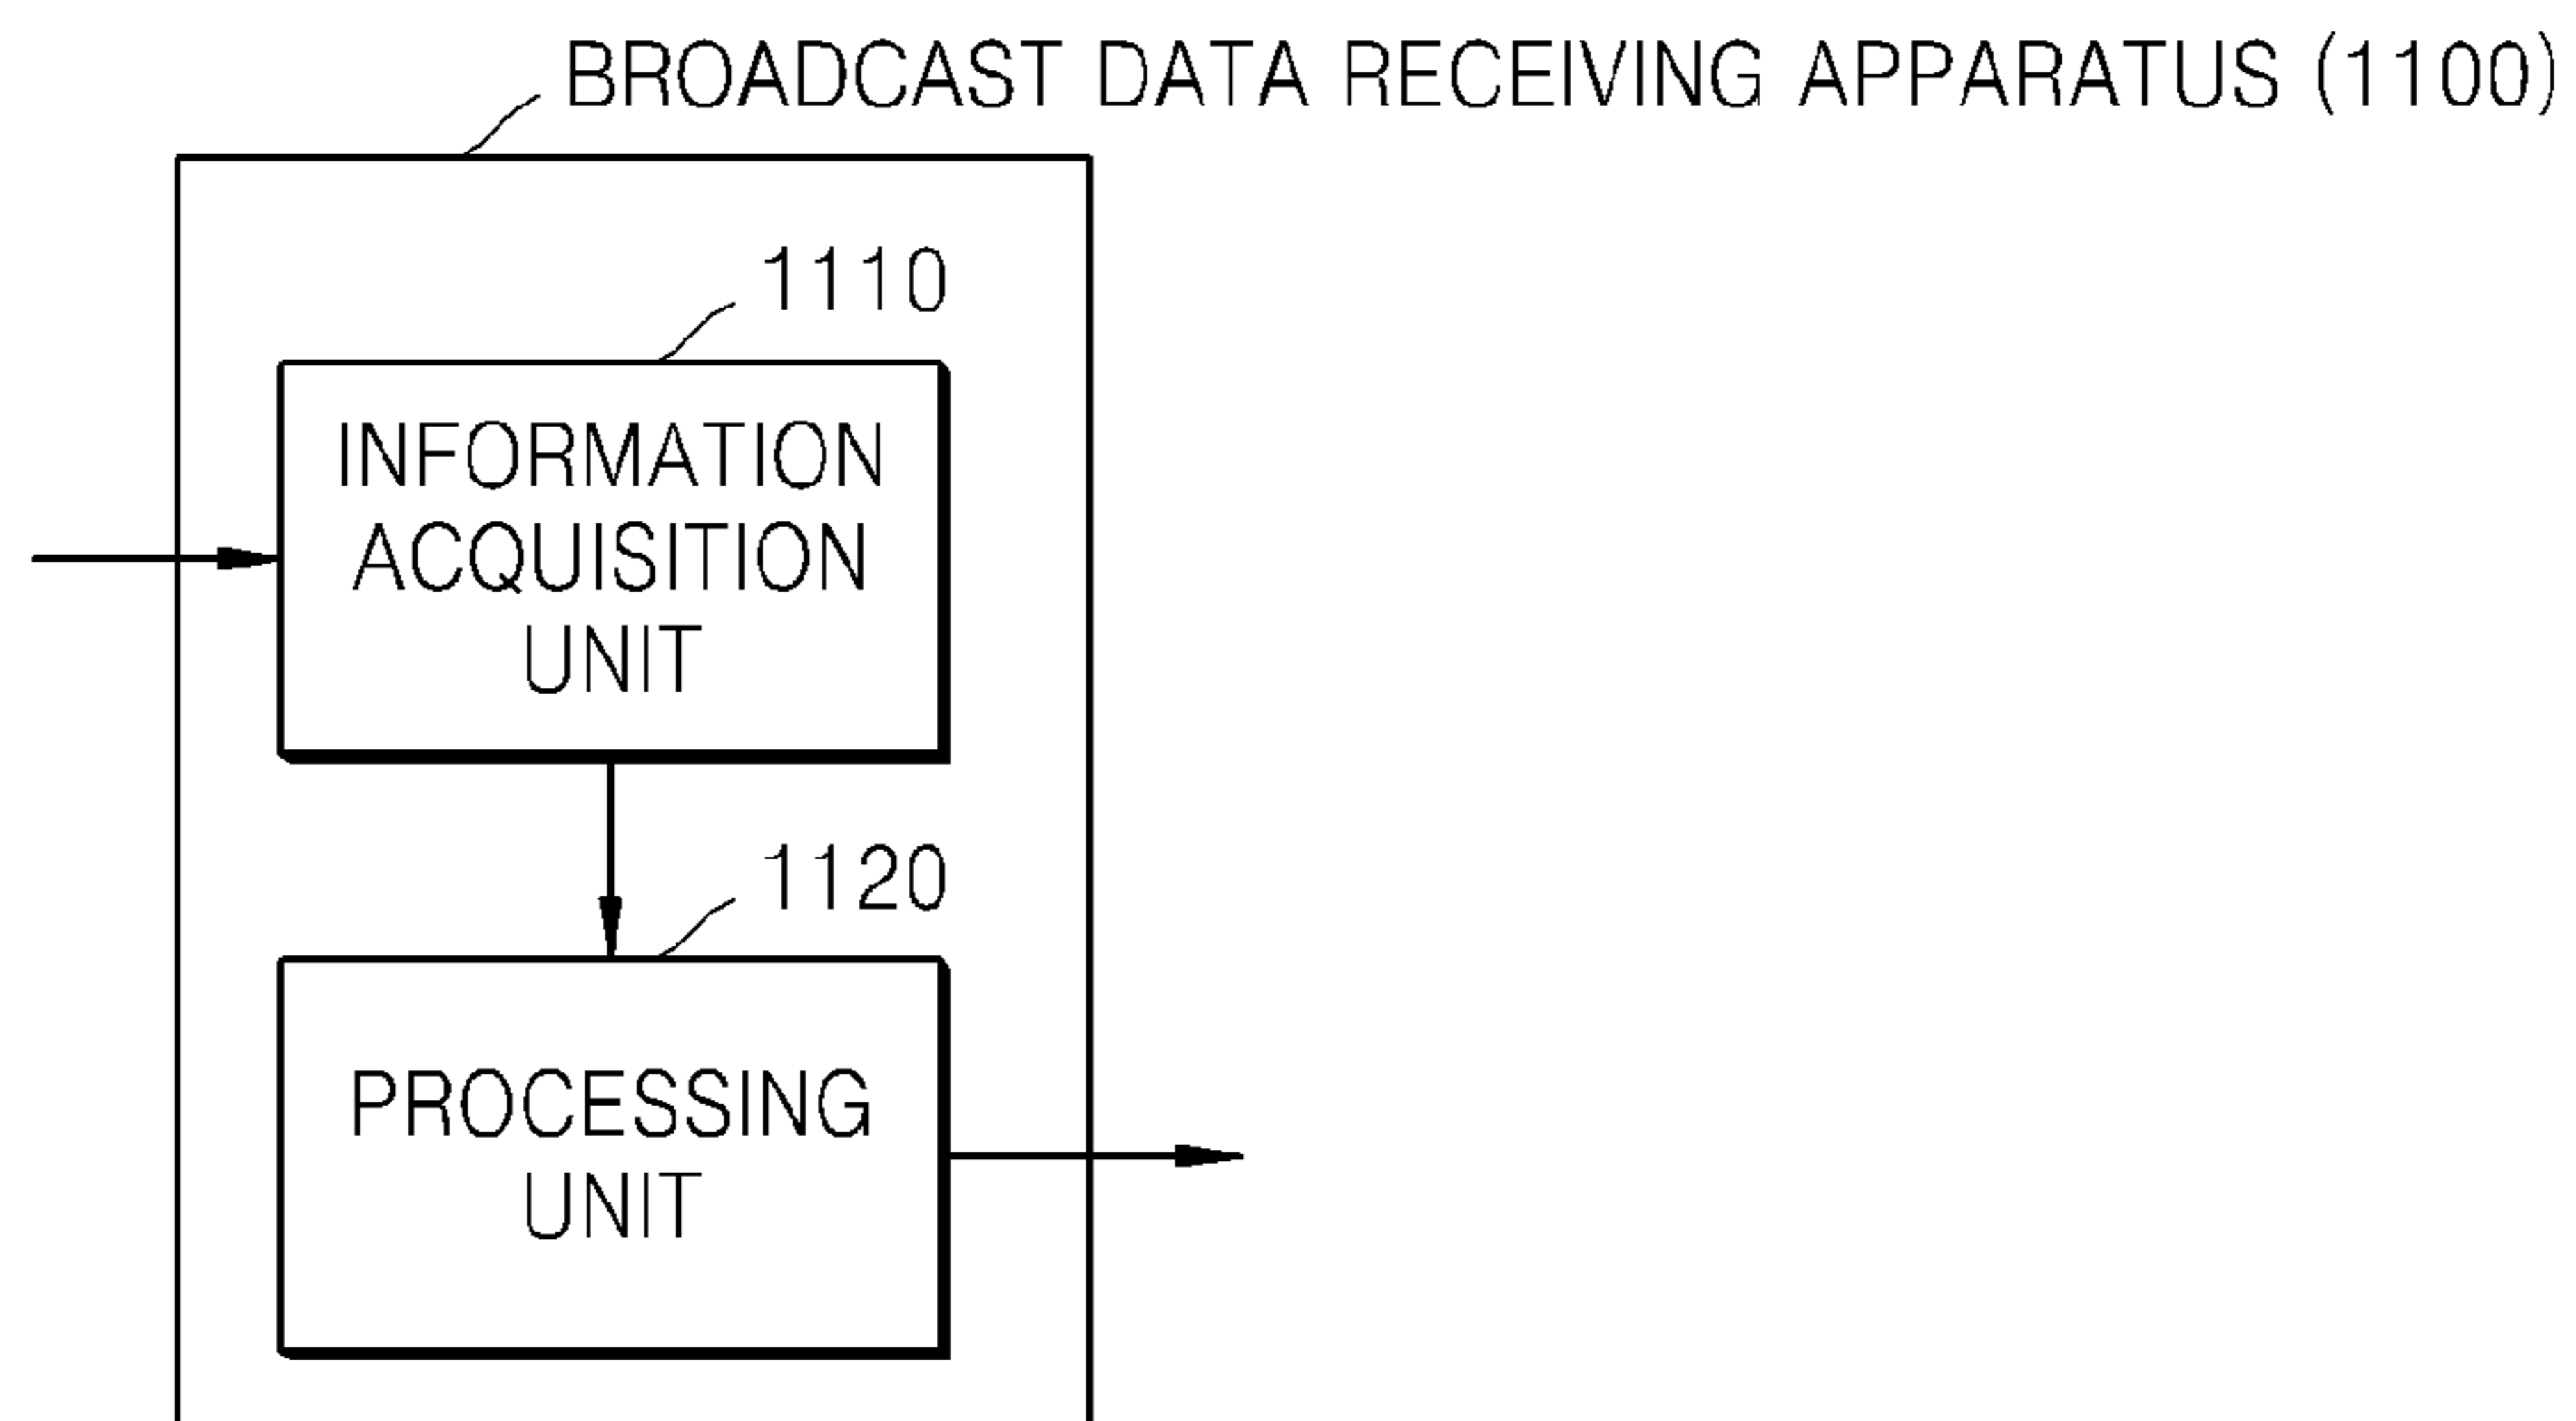 BROADCAST DATA RECEIVING APPARATUS (1100)
1110
INFORMATION
ACQUISITION
UNIT
1120
PROCESSING
UNIT